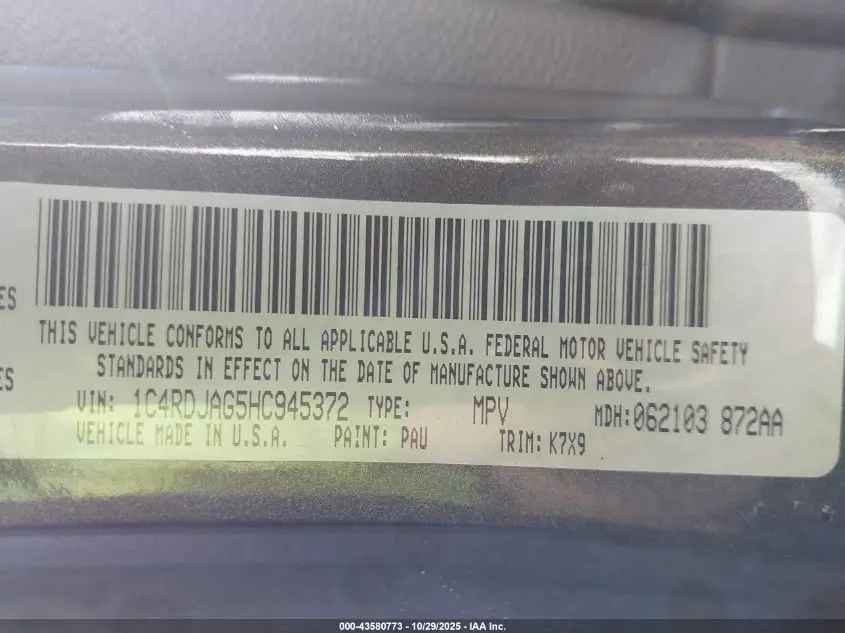 ES
THIS VEHICLE CONFORMS TO ALL APPLICABLE U.S.A. FEDERAL MOTOR VEHICLE SAFETY
ES
STANDARDS IN EFFECT ON THE DATE OF MANUFACTURE SHOWN ABOVE.
VIN: 1C4RDJAG5HC945372 TYPE: MPV MDH:062103 872AA
VEHICLE MADE IN U.S.A. PAINT: PAU TRIM: K7X9
000-43580773 - 10/29/2025 - IAA Inc.